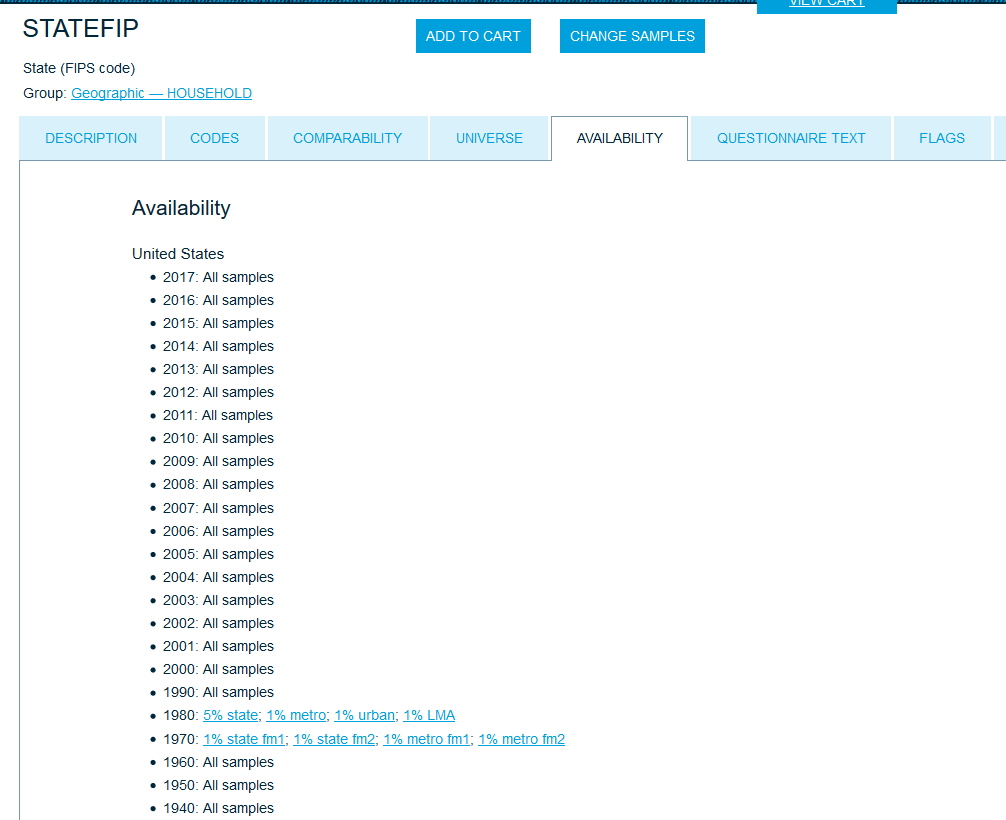 VIEW CART
STATEFIP
ADD TO CART
CHANGE SAMPLES
State (FIPS code)
Group: Geographic — HOUSEHOLD
DESCRIPTION
CODES
COMPARABILITY
UNIVERSE
AVAILABILITY
QUESTIONNAIRE TEXT
FLAGS
Availability
United States
• 2017: All samples
• 2016: All samples
• 2015: All samples
• 2014: All samples
• 2013: All samples
• 2012: All samples
• 2011: All samples
• 2010: All samples
• 2009: All samples
• 2008: All samples
• 2007: All samples
• 2006: All samples
• 2005: All samples
• 2004: All samples
• 2003: All samples
• 2002: All samples
• 2001: All samples
• 2000: All samples
• 1990: All samples
• 1980: 5% state; 1% metro; 1% urban; 1% LMA
• 1970: 1% state fm1; 1% state fm2; 1% metro fm1; 1% metro fm2
• 1960: All samples
• 1950: All samples
• 1940: All samples